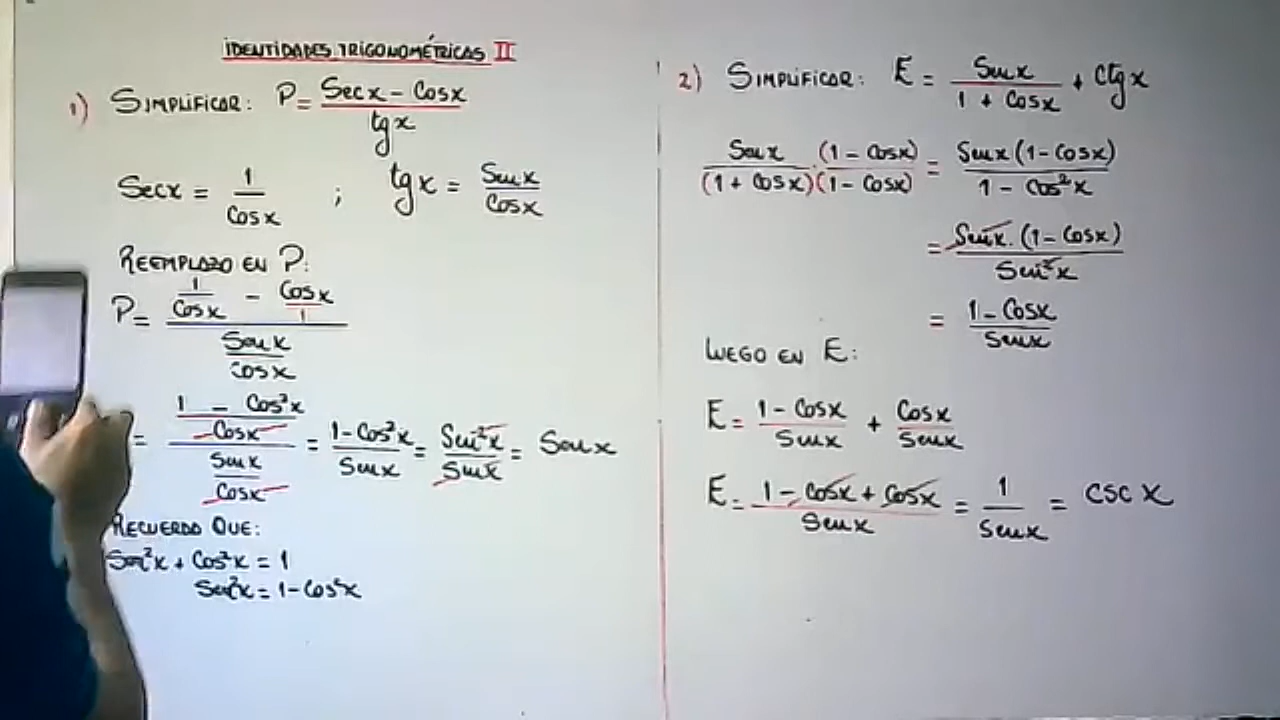 IDENTIDADES TRIGONOMÉTRICAS II
1) SIMPLIFICAR: P = (Secx - Cosx)/tgx
Secx = 1/Cosx ; tgx = Senx/Cosx
REEMPLAZO EN P:
P = (1/Cosx - Cosx/1)/(Senx/Cosx)
= ((1 - Cos²x)/Cosx)/(Senx/Cosx) = (1-Cos²x)/Senx = Sen²x/Senx = Senx
RECUERDO QUE:
Sen²x + Cos²x = 1
Sen²x = 1-Cos²x
2) SIMPLIFICAR: E = Senx/(1 + Cosx) + Ctgx
Senx/(1 + Cosx) . (1 - Cosx)/(1 - Cosx) = Senx(1-Cosx)/(1 - Cos²x)
= Senx.(1-Cosx)/Sen²x
= (1-Cosx)/Senx
LUEGO EN E:
E = (1-Cosx)/Senx + Cosx/Senx
E = (1-Cosx+Cosx)/Senx = 1/Senx = CSC X